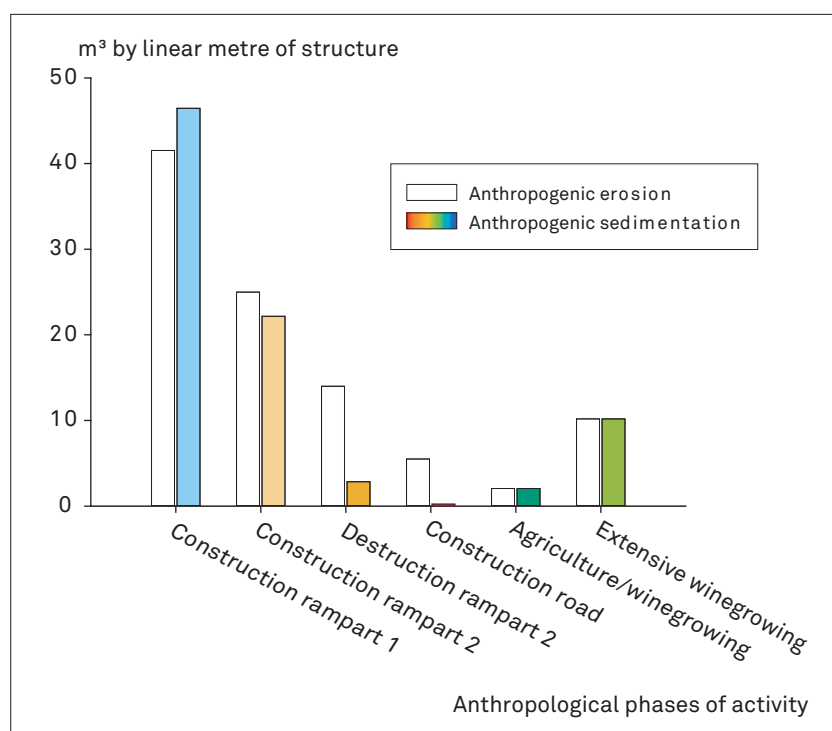 m³ by linear metre of structure
50
40
30
20
10
0
Anthropogenic erosion
Anthropogenic sedimentation
Construction rampart 1
Construction rampart 2
Destruction rampart 2
Construction road
Agriculture/winegrowing
Extensive winegrowing
Anthropological phases of activity